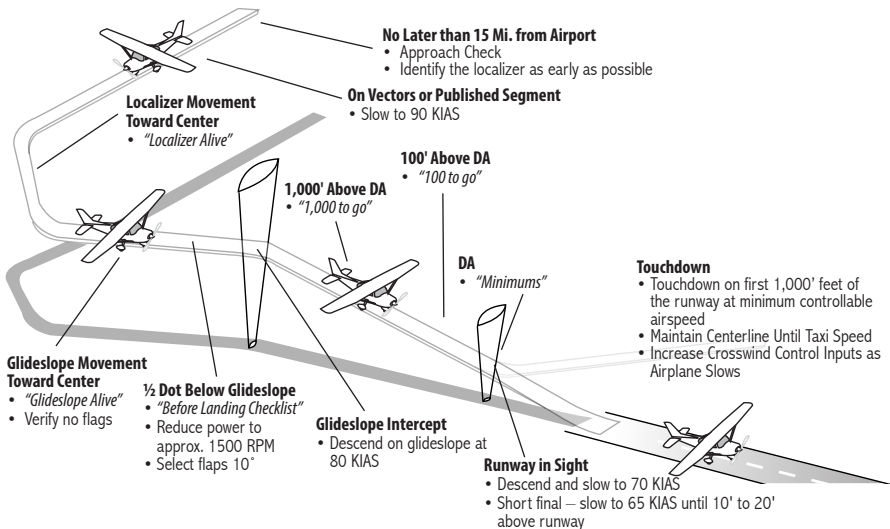 No Later than 15 Mi. from Airport
• Approach Check
• Identify the localizer as early as possible
On Vectors or Published Segment
• Slow to 90 KIAS
Localizer Movement
Toward Center
• "Localizer Alive"
100' Above DA
• "100 to go"
1,000' Above DA
• "1,000 to go"
DA
• "Minimums"
Touchdown
• Touchdown on first 1,000' feet of
the runway at minimum controllable
airspeed
• Maintain Centerline Until Taxi Speed
• Increase Crosswind Control Inputs as
Airplane Slows
Glideslope Movement
Toward Center
• "Glideslope Alive"
• Verify no flags
½ Dot Below Glideslope
• "Before Landing Checklist"
• Reduce power to
approx. 1500 RPM
• Select flaps 10˚
Glideslope Intercept
• Descend on glideslope at
80 KIAS
Runway in Sight
• Descend and slow to 70 KIAS
• Short final – slow to 65 KIAS until 10' to 20'
above runway